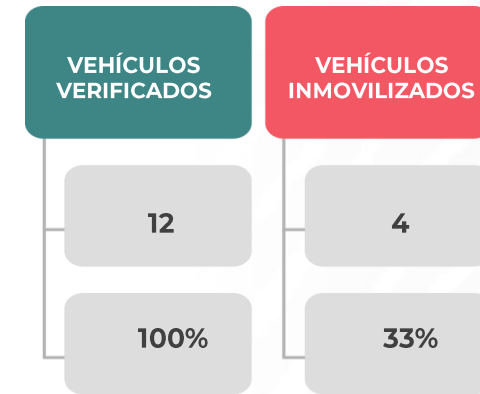 VEHÍCULOS
VERIFICADOS
12
100%
VEHÍCULOS
INMOVILIZADOS
4
33%